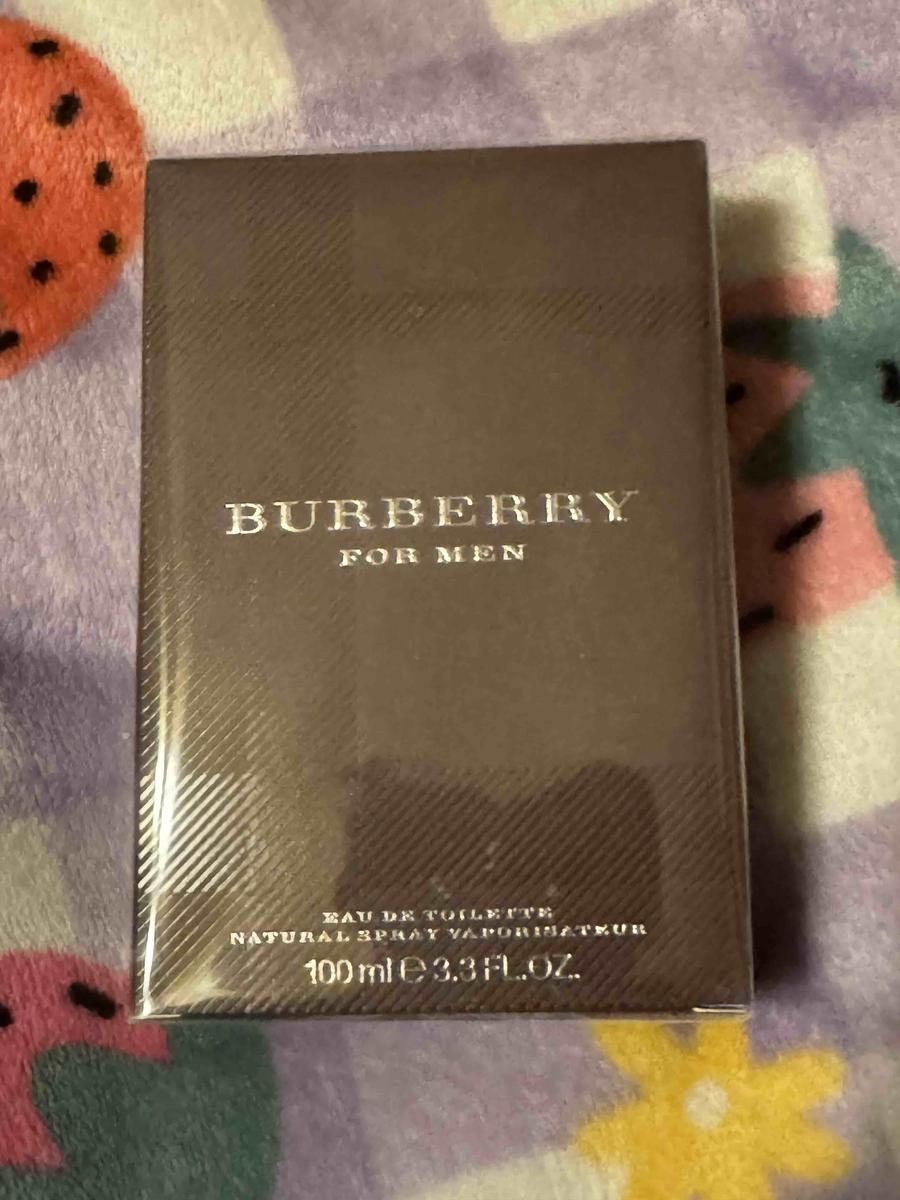 BURBERRY
FOR MEN
EAU DE TOILETTE
NATURAL SPRAY VAPORISATEUR
100 ml ℮ 3.3 FL.OZ.